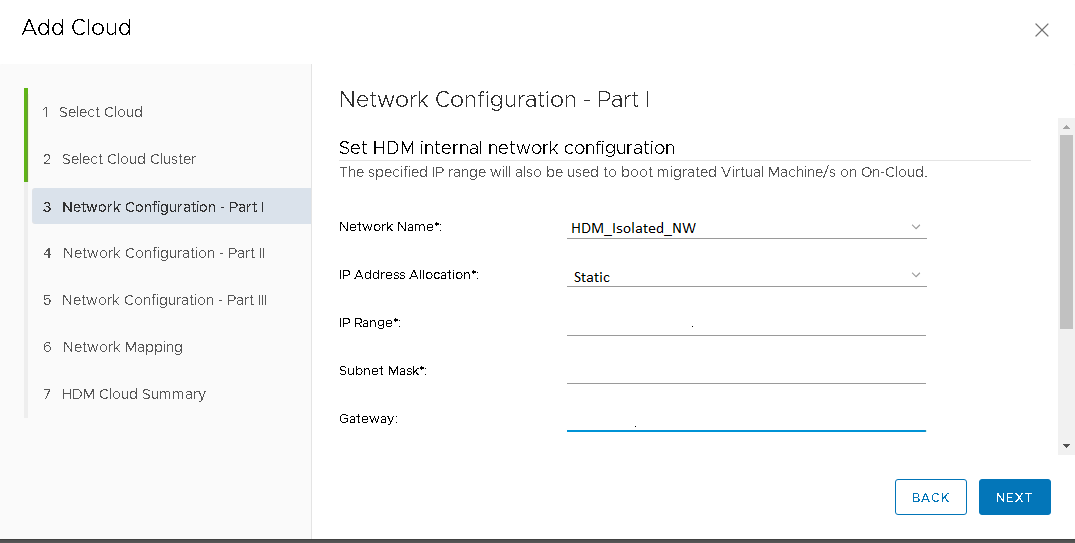 Add Cloud
1 Select Cloud
2 Select Cloud Cluster
3 Network Configuration - Part I
4 Network Configuration - Part II
5 Network Configuration - Part III
6 Network Mapping
7 HDM Cloud Summary
Network Configuration - Part I
Set HDM internal network configuration
The specified IP range will also be used to boot migrated Virtual Machine/s on On-Cloud.
Network Name*: HDM_Isolated_NW
IP Address Allocation*: Static
IP Range*:
Subnet Mask*:
Gateway:
BACK NEXT